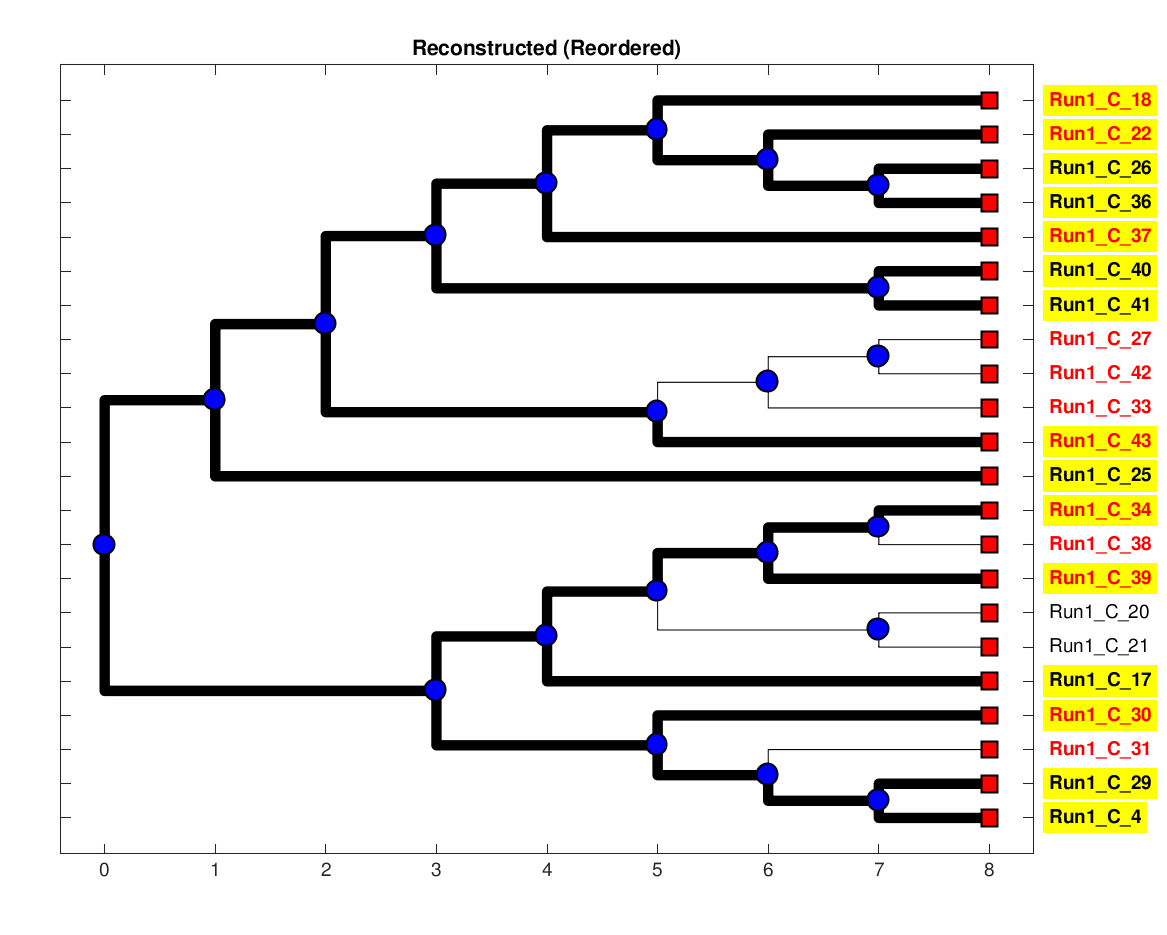 Reconstructed (Reordered)
Run1_C_18
Run1_C_22
Run1_C_26
Run1_C_36
Run1_C_37
Run1_C_40
Run1_C_41
Run1_C_27
Run1_C_42
Run1_C_33
Run1_C_43
Run1_C_25
Run1_C_34
Run1_C_38
Run1_C_39
Run1_C_20
Run1_C_21
Run1_C_17
Run1_C_30
Run1_C_31
Run1_C_29
Run1_C_4
0 1 2 3 4 5 6 7 8